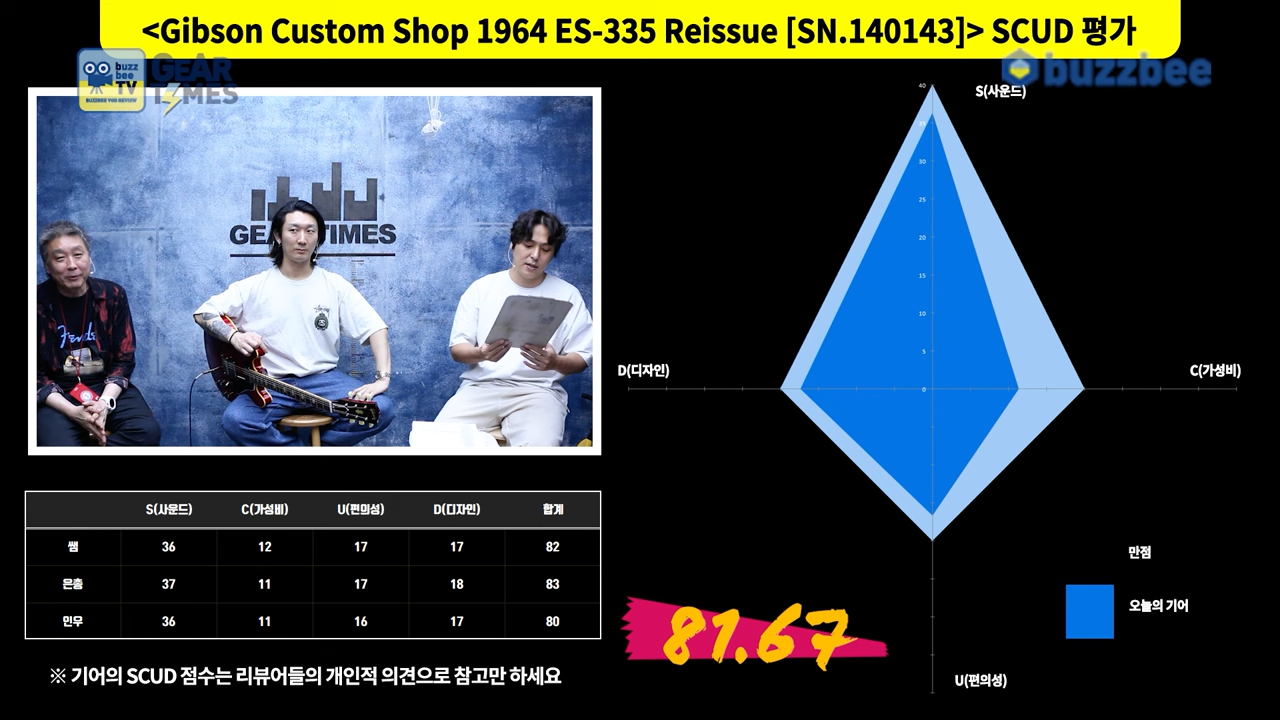 <Gibson Custom Shop 1964 ES-335 Reissue [SN.140143]> SCUD 평가
buzz
bee
TV
BUZZBEE VOD REVIEW
GEAR
TIMES
buzzbee
GEAR TIMES
Fender
S(사운드)
40
35
30
25
20
15
10
5
0
D(디자인)
C(가성비)
U(편의성)
만점
오늘의 기어
S(사운드) C(가성비) U(편의성) D(디자인) 합계
쌤 36 12 17 17 82
은총 37 11 17 18 83
민우 36 11 16 17 80
81.67
※ 기어의 SCUD 점수는 리뷰어들의 개인적 의견으로 참고만 하세요